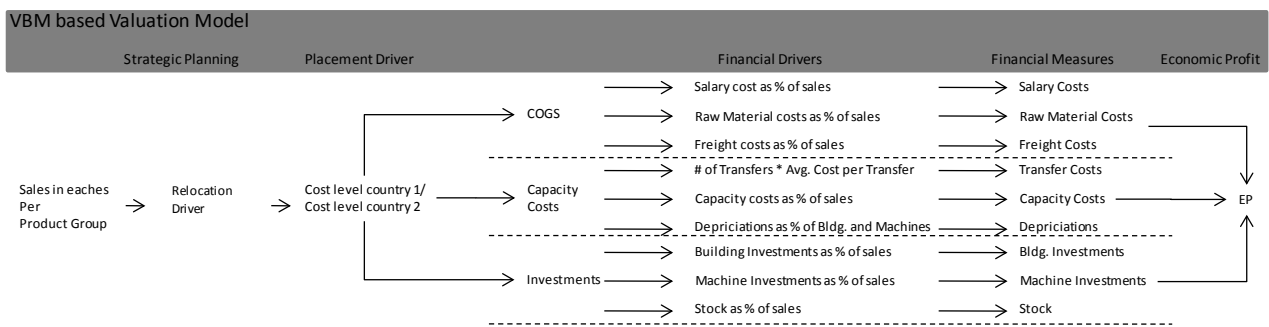 VBM based Valuation Model
Strategic Planning Placement Driver Financial Drivers Financial Measures Economic Profit
Salary cost as % of sales Salary Costs
COGS Raw Material costs as % of sales Raw Material Costs
Freight costs as % of sales Freight Costs
# of Transfers * Avg. Cost per Transfer Transfer Costs
Sales in eaches
Per
Product Group
Relocation
Driver
Cost level country 1/
Cost level country 2
Capacity
Costs
Capacity costs as % of sales Capacity Costs EP
Depriciations as % of Bldg. and Machines Depriciations
Building Investments as % of sales Bldg. Investments
Investments Machine Investments as % of sales Machine Investments
Stock as % of sales Stock